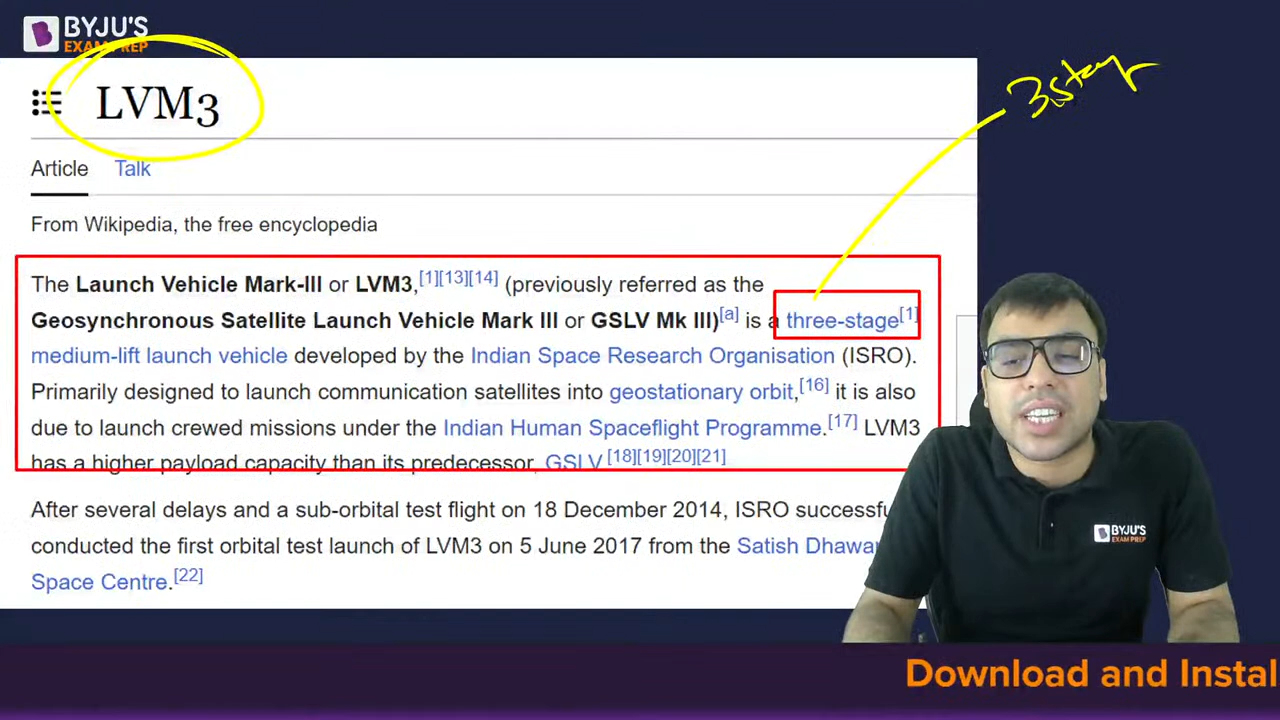 BYJU'S
EXAM PREP
LVM3
3 stage
Article Talk
From Wikipedia, the free encyclopedia
The Launch Vehicle Mark-III or LVM3,[1][13][14] (previously referred as the
Geosynchronous Satellite Launch Vehicle Mark III or GSLV Mk III)[a] is a three-stage[1]
medium-lift launch vehicle developed by the Indian Space Research Organisation (ISRO).
Primarily designed to launch communication satellites into geostationary orbit,[16] it is also
due to launch crewed missions under the Indian Human Spaceflight Programme.[17] LVM3
has a higher payload capacity than its predecessor, GSLV.[18][19][20][21]
After several delays and a sub-orbital test flight on 18 December 2014, ISRO successfu
conducted the first orbital test launch of LVM3 on 5 June 2017 from the Satish Dhawan
Space Centre.[22]
BYJU'S
EXAM PREP
Download and Instal